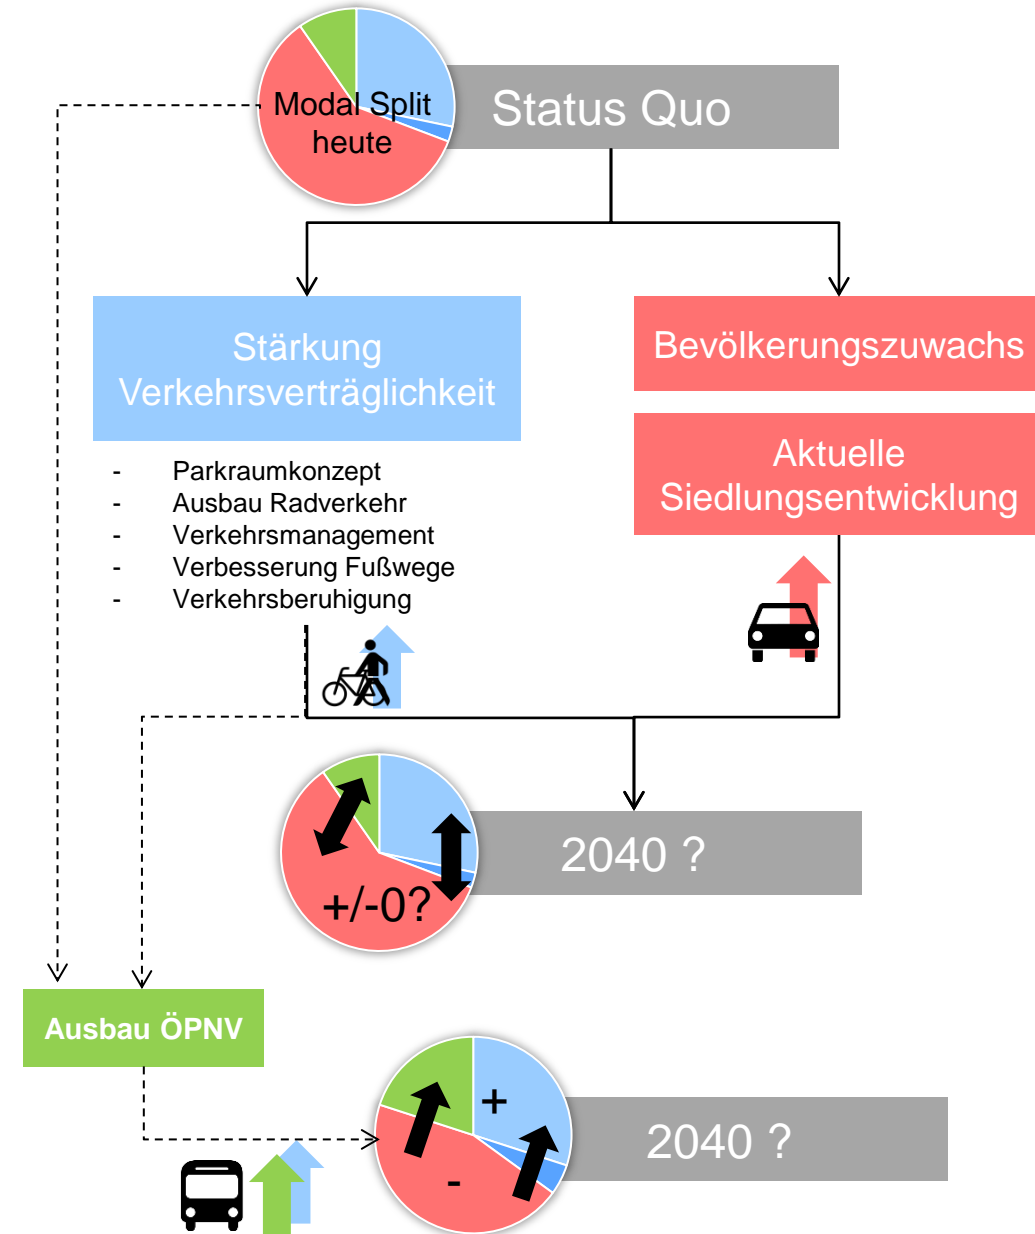 Modal Split
heute
Status Quo
Stärkung
Verkehrsverträglichkeit
Bevölkerungszuwachs
Aktuelle
Siedlungsentwicklung
- Parkraumkonzept
- Ausbau Radverkehr
- Verkehrsmanagement
- Verbesserung Fußwege
- Verkehrsberuhigung
+/-0?
2040 ?
Ausbau ÖPNV
+
-
2040 ?